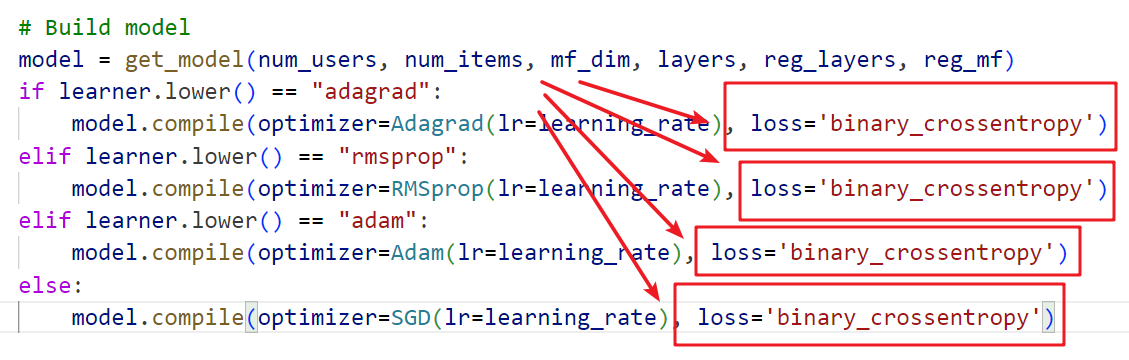 # Build model
model = get_model(num_users, num_items, mf_dim, layers, reg_layers, reg_mf)
if learner.lower() == "adagrad":
    model.compile(optimizer=Adagrad(lr=learning_rate), loss='binary_crossentropy')
elif learner.lower() == "rmsprop":
    model.compile(optimizer=RMSprop(lr=learning_rate), loss='binary_crossentropy')
elif learner.lower() == "adam":
    model.compile(optimizer=Adam(lr=learning_rate), loss='binary_crossentropy')
else:
    model.compile(optimizer=SGD(lr=learning_rate), loss='binary_crossentropy')